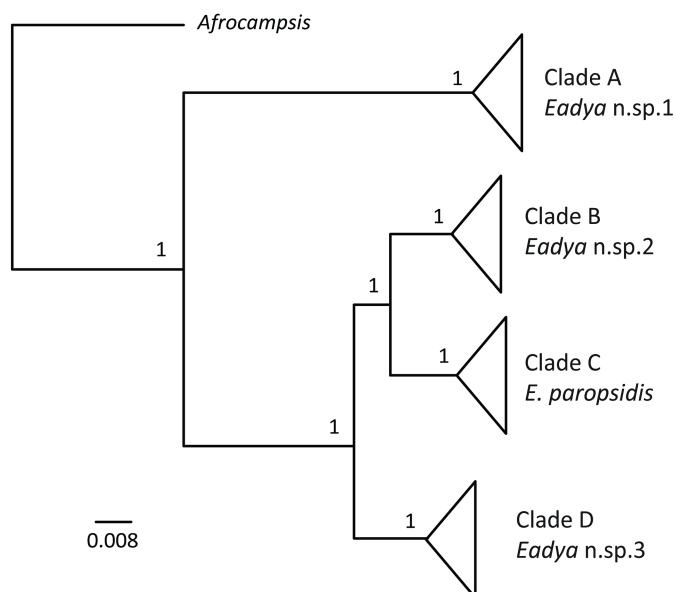 Afrocampsis
1
Clade A
Eadya n.sp.1
1
1
Clade B
Eadya n.sp.2
1
1
Clade C
E. paropsidis
1
1
Clade D
Eadya n.sp.3
0.008